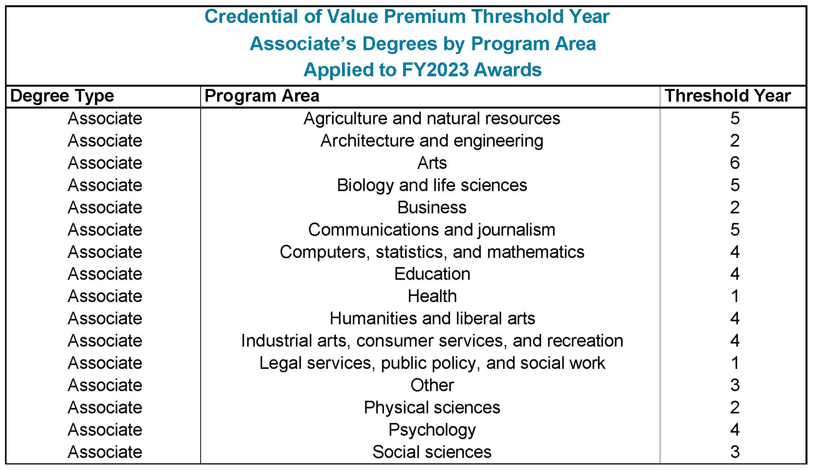 Credential of Value Premium Threshold Year
Associate's Degrees by Program Area
Applied to FY2023 Awards
Degree Type Program Area Threshold Year
Associate Agriculture and natural resources 5
Associate Architecture and engineering 2
Associate Arts 6
Associate Biology and life sciences 5
Associate Business 2
Associate Communications and journalism 5
Associate Computers, statistics, and mathematics 4
Associate Education 4
Associate Health 1
Associate Humanities and liberal arts 4
Associate Industrial arts, consumer services, and recreation 4
Associate Legal services, public policy, and social work 1
Associate Other 3
Associate Physical sciences 2
Associate Psychology 4
Associate Social sciences 3